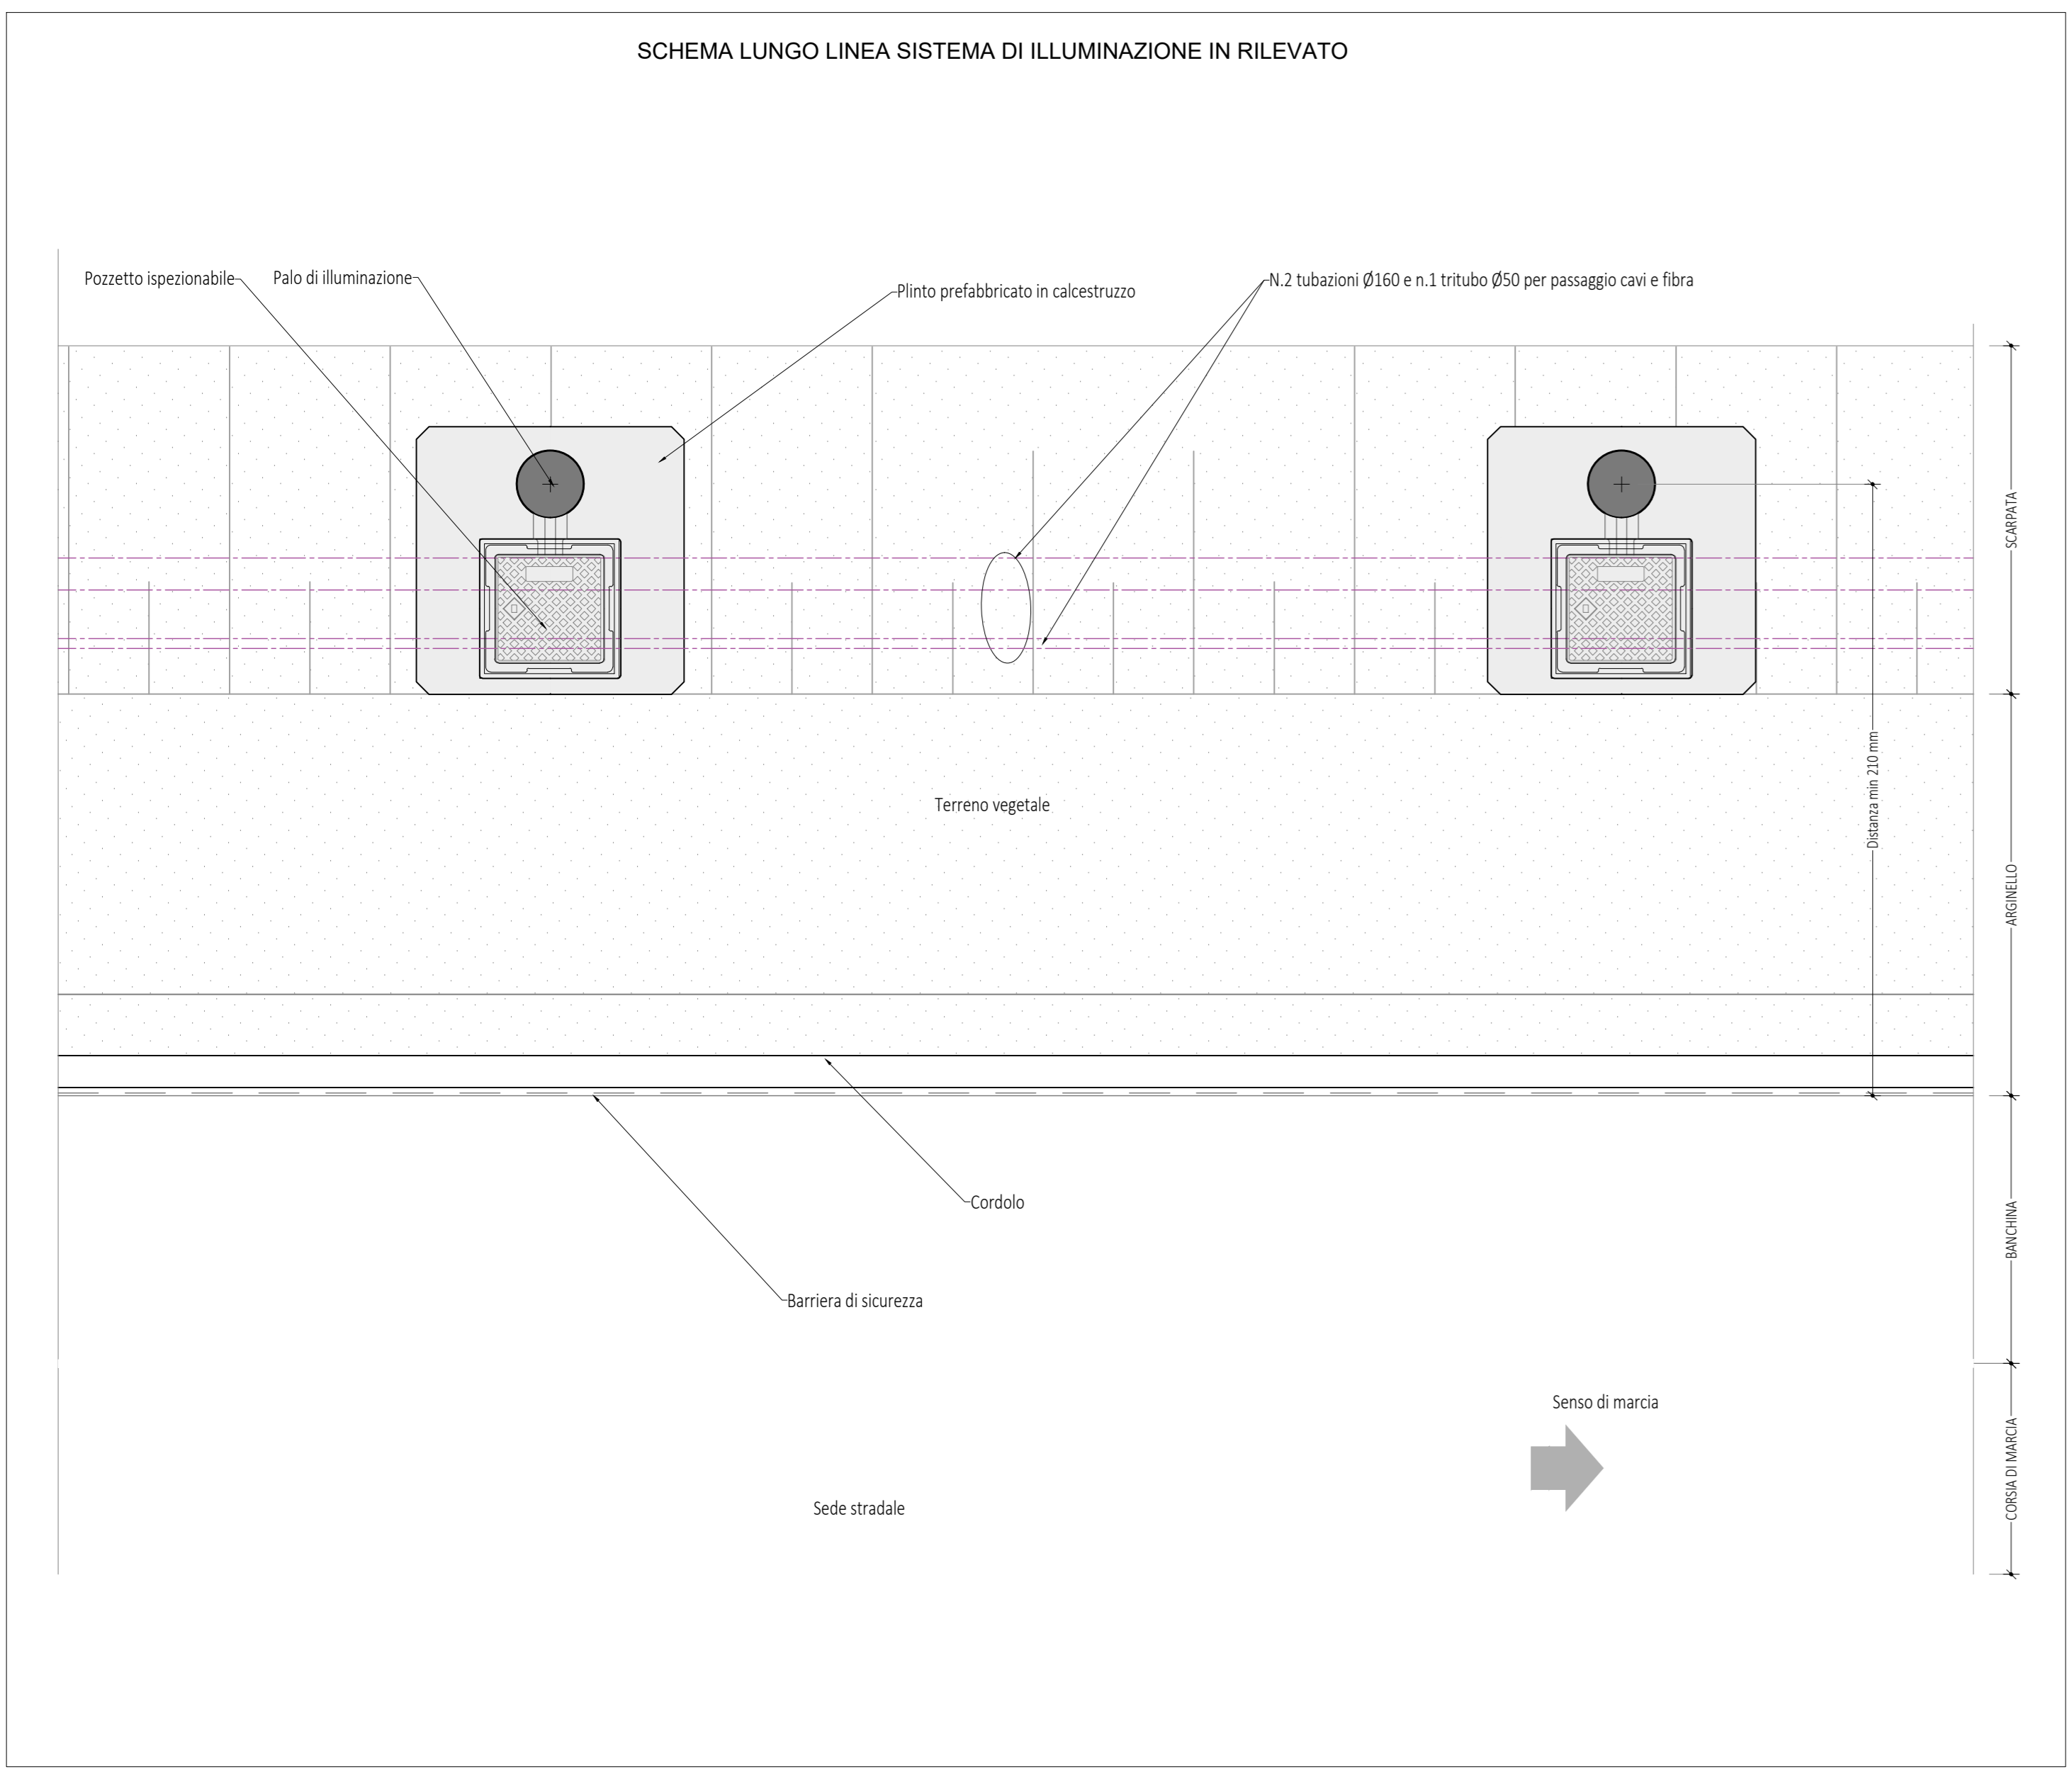 SCHEMA LUNGO LINEA SISTEMA DI ILLUMINAZIONE IN RILEVATO
Pozzetto ispezionabile
Palo di illuminazione
Plinto prefabbricato in calcestruzzo
N.2 tubazioni Ø160 e n.1 tritubo Ø50 per passaggio cavi e fibra
SCARPATA
Distanza min 210 mm
Terreno vegetale
ARGINELLO
Cordolo
BANCHINA
Barriera di sicurezza
Senso di marcia
CORSIA DI MARCIA
Sede stradale